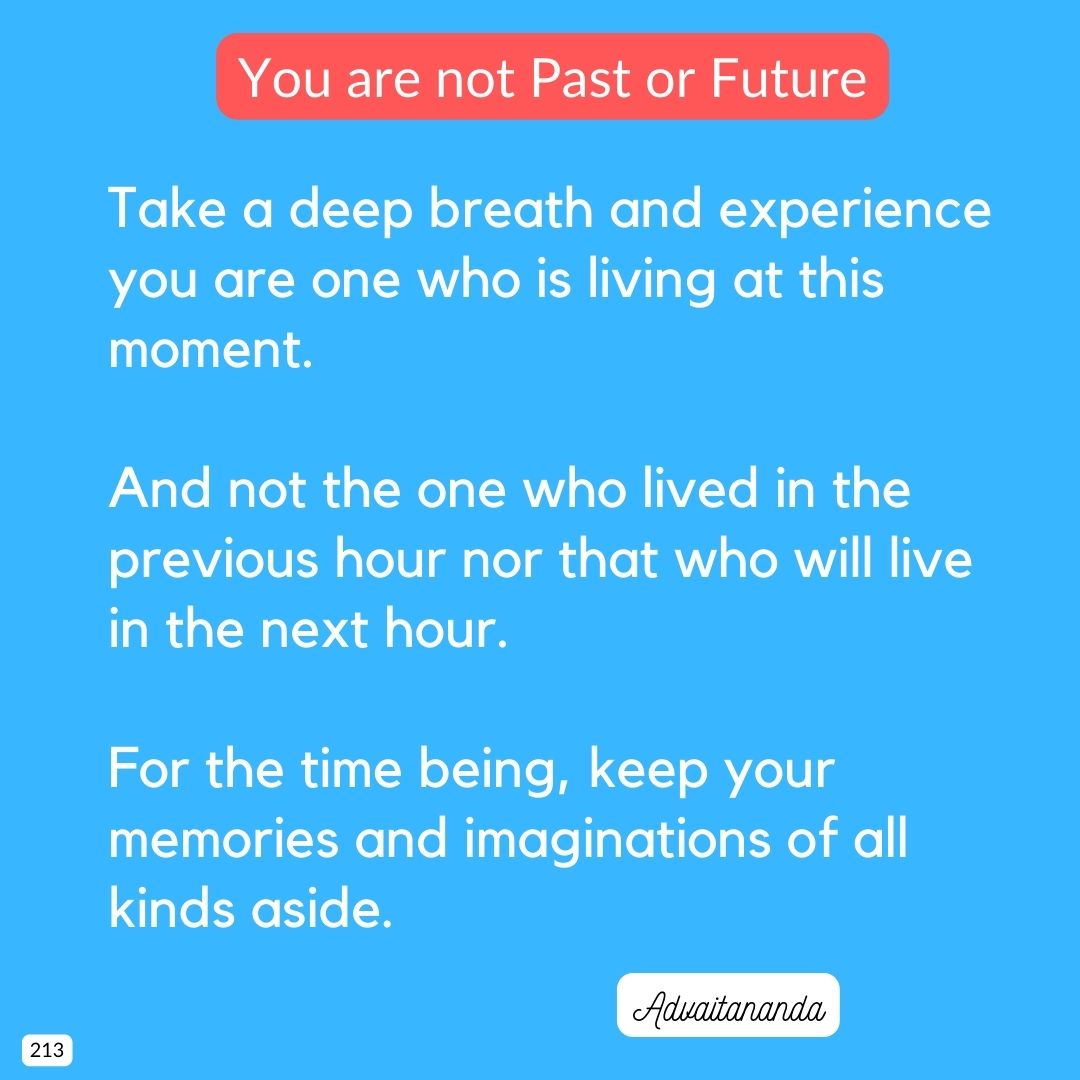 You are not Past or Future
Take a deep breath and experience
you are one who is living at this
moment.
And not the one who lived in the
previous hour nor that who will live
in the next hour.
For the time being, keep your
memories and imaginations of all
kinds aside.
Advaitananda
213